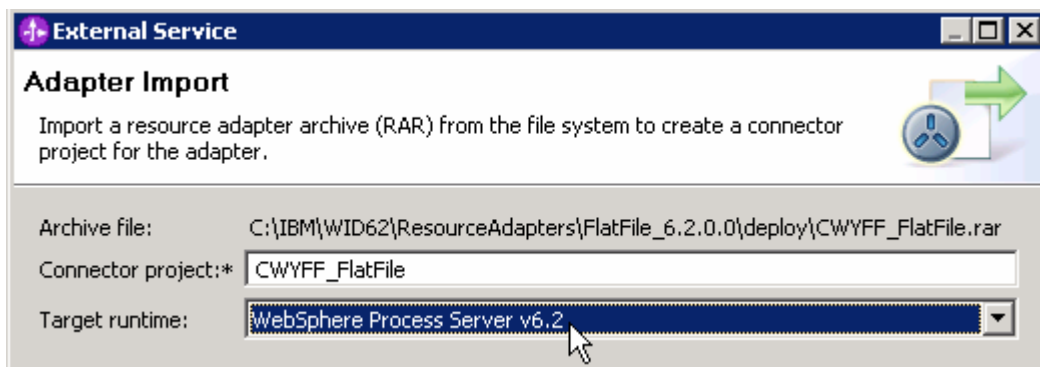 External Service
Adapter Import
Import a resource adapter archive (RAR) from the file system to create a connector
project for the adapter.
Archive file: C:\IBM\WID62\ResourceAdapters\FlatFile_6.2.0.0\deploy\CWYFF_FlatFile.rar
Connector project:* CWYFF_FlatFile
Target runtime: WebSphere Process Server v6.2